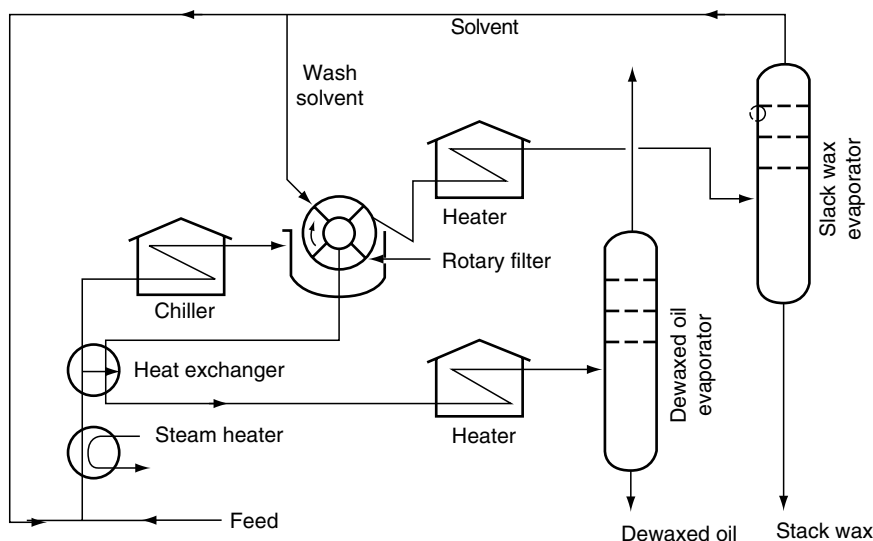 Solvent
Wash
solvent
Heater
Slack wax
evaporator
Rotary filter
Chiller
Dewaxed oil
evaporator
Heat exchanger
Heater
Steam heater
Feed
Dewaxed oil
Stack wax